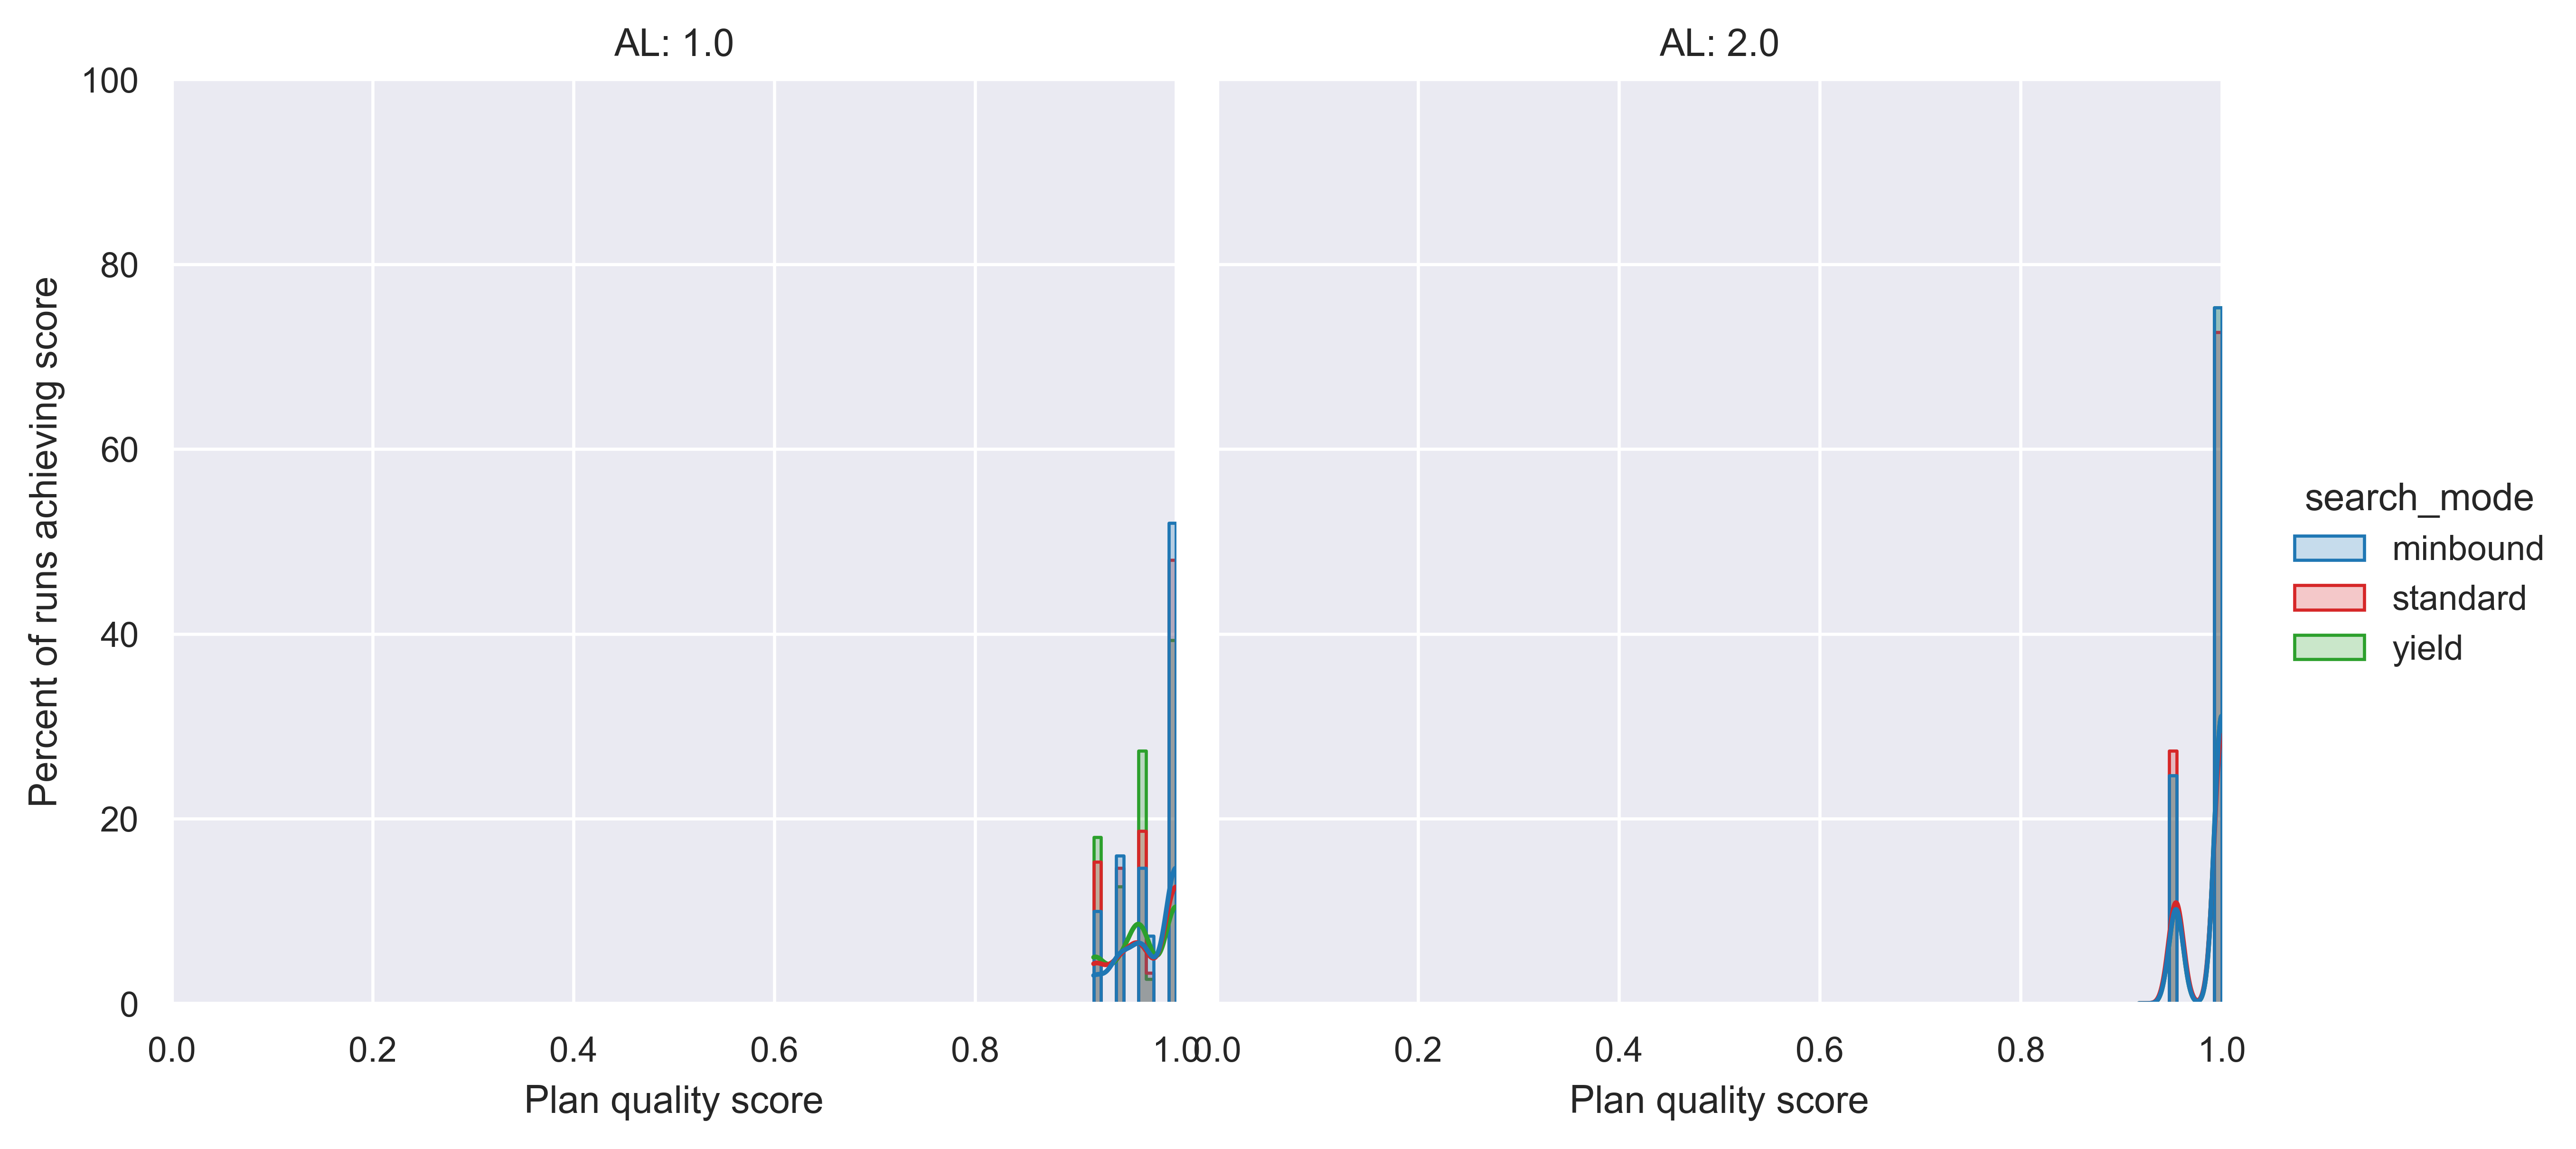 AL: 1.0
AL: 2.0
Percent of runs achieving score
100
80
60
40
20
0
0.0 0.2 0.4 0.6 0.8 1.0
0.0 0.2 0.4 0.6 0.8 1.0
Plan quality score
Plan quality score
search_mode
minbound
standard
yield